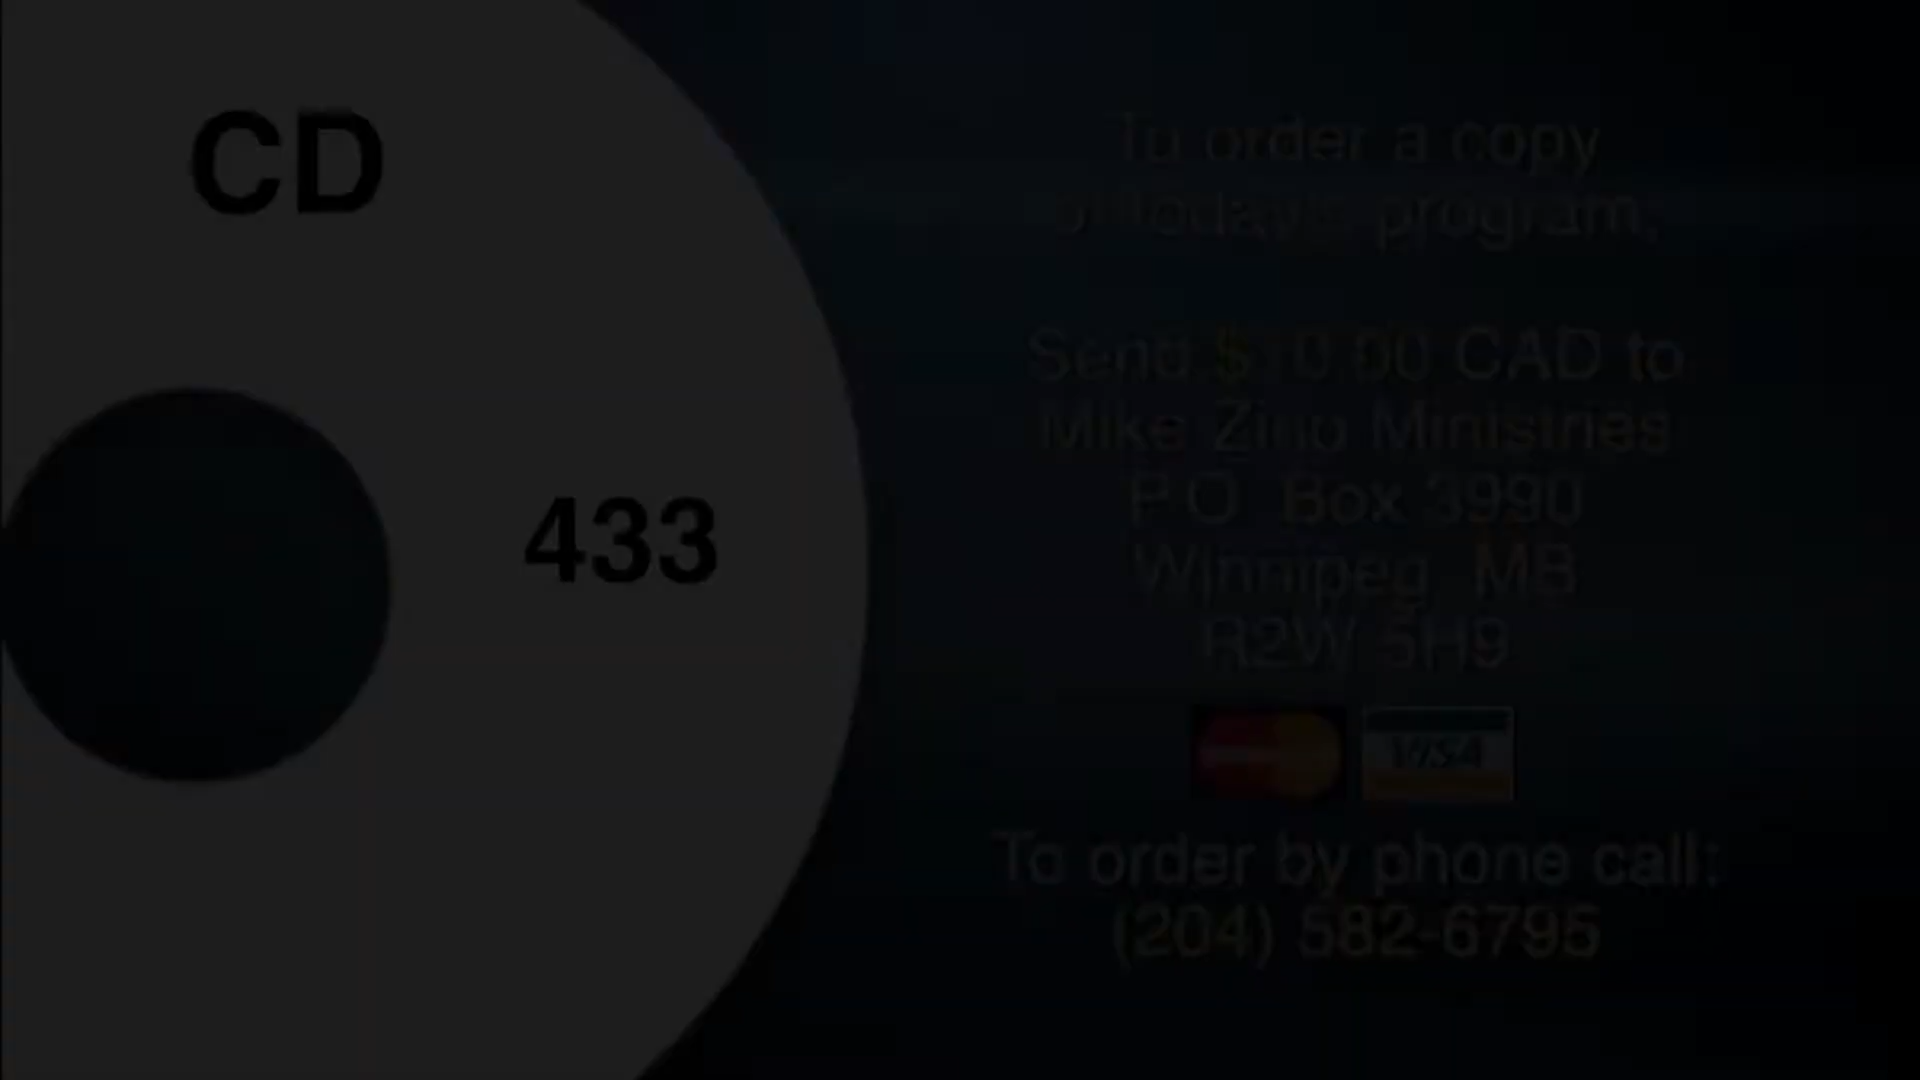 CD
433
To order a copy
of today's program,
Send $10.00 CAD to
Mike Zino Ministries
P.O. Box 3990
Winnipeg, MB
R2W 5H9
VISA
To order by phone call:
(204) 582-6795